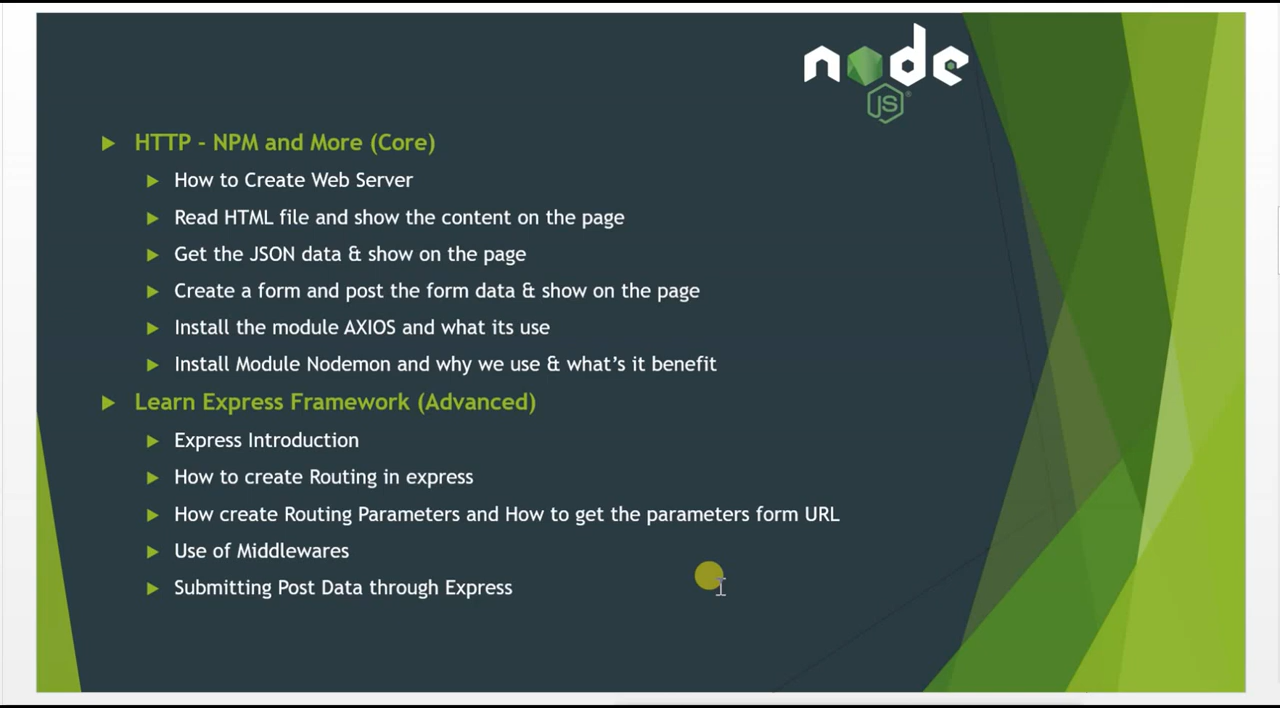 node
JS
HTTP - NPM and More (Core)
How to Create Web Server
Read HTML file and show the content on the page
Get the JSON data & show on the page
Create a form and post the form data & show on the page
Install the module AXIOS and what its use
Install Module Nodemon and why we use & what’s it benefit
Learn Express Framework (Advanced)
Express Introduction
How to create Routing in express
How create Routing Parameters and How to get the parameters form URL
Use of Middlewares
Submitting Post Data through Express